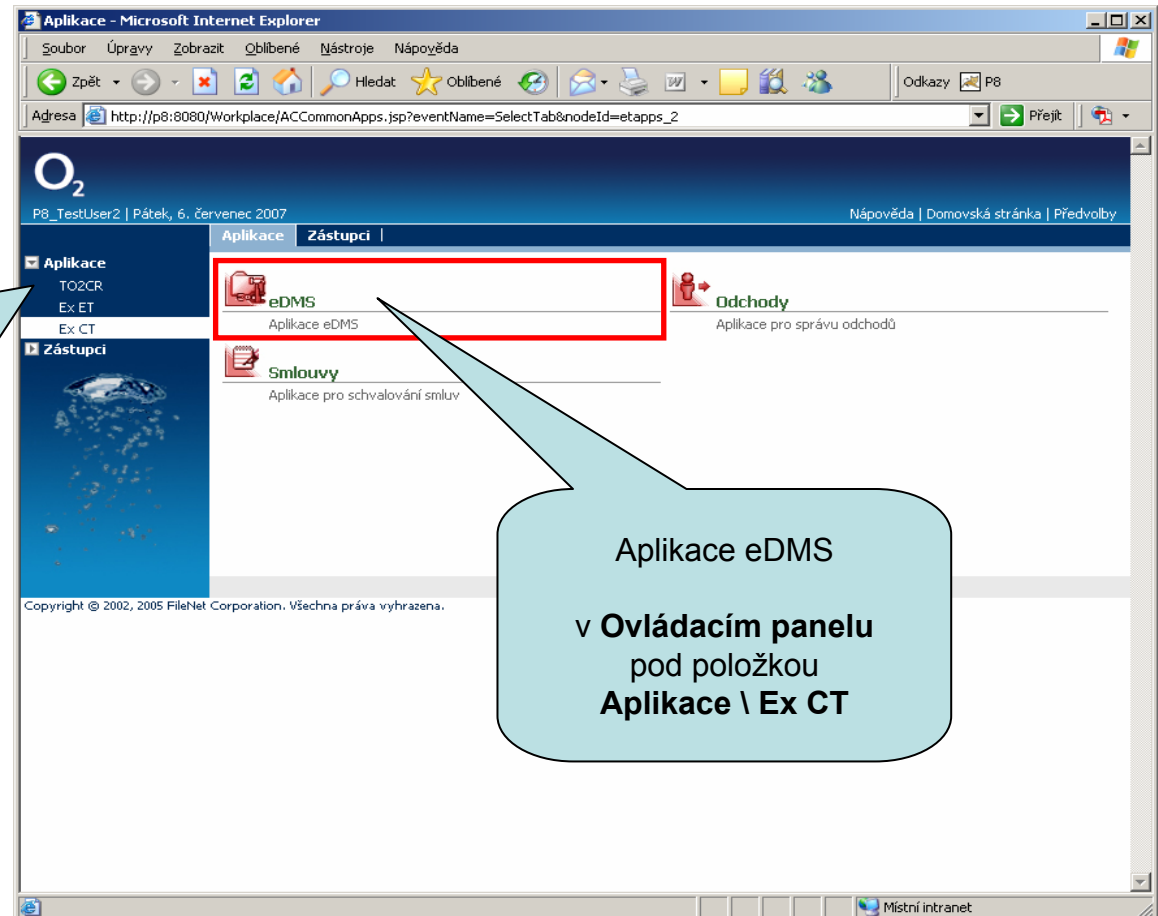 Aplikace - Microsoft Internet Explorer
Soubor Úpravy Zobrazit Oblíbené Nástroje Nápověda
Zpět Hledat Oblíbené Odkazy P8
Adresa http://p8:8080/Workplace/ACCommonApps.jsp?eventName=SelectTab&nodeId=etapps_2 Přejít
O2
P8_TestUser2 | Pátek, 6. červenec 2007 Nápověda | Domovská stránka | Předvolby
Aplikace Zástupci |
Aplikace
TO2CR
Ex ET
Ex CT
Zástupci
eDMS
Aplikace eDMS
Odchody
Aplikace pro správu odchodů
Smlouvy
Aplikace pro schvalování smluv
Aplikace eDMS
v Ovládacím panelu
pod položkou
Aplikace \ Ex CT
Copyright © 2002, 2005 FileNet Corporation. Všechna práva vyhrazena.
Místní intranet